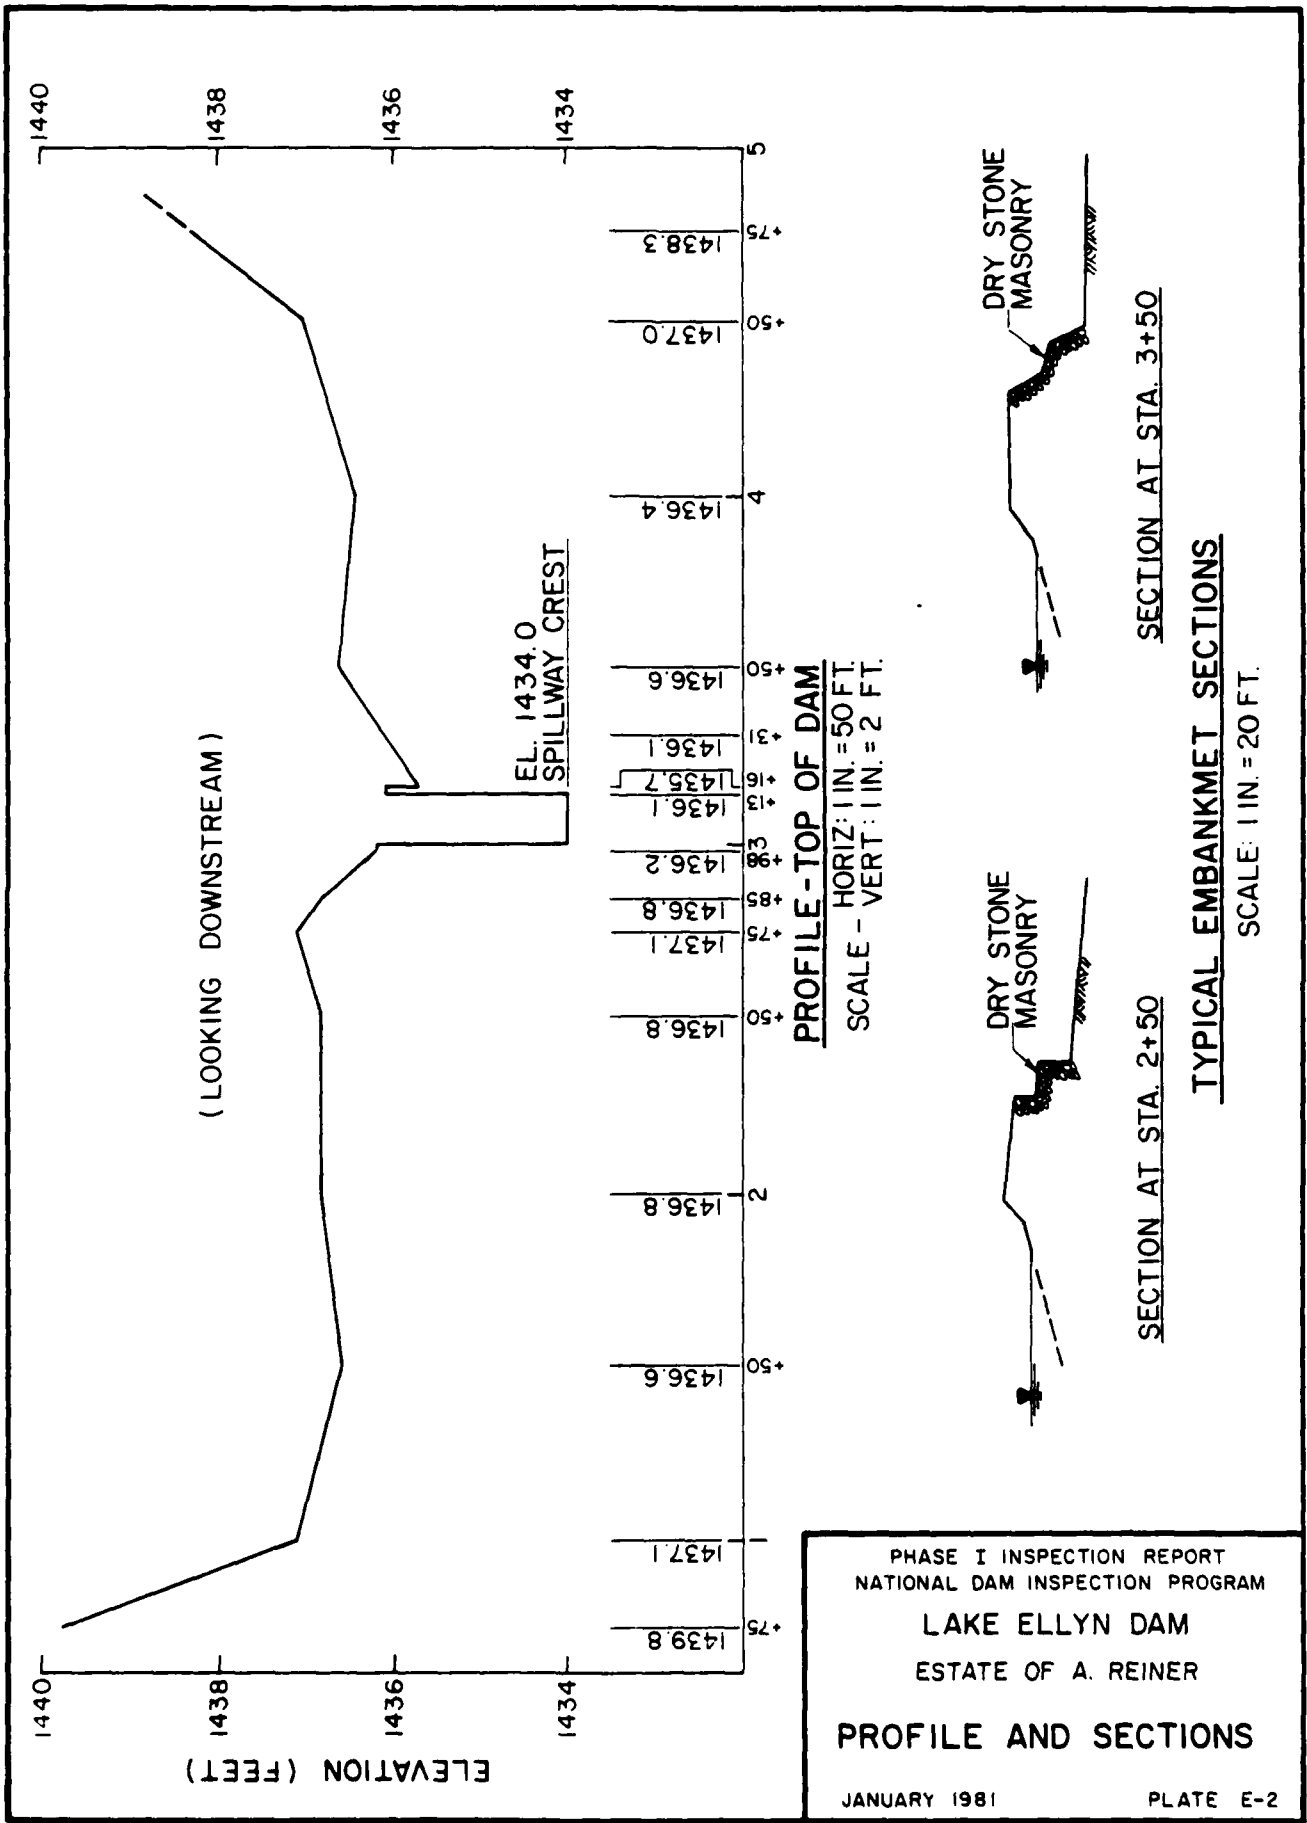 ELEVATION (FEET)
1440
1438
1436
1434
1440
1438
1436
1434
(LOOKING DOWNSTREAM)
EL. 1434.0
SPILLWAY CREST
1439.8
1437.1
1436.6
1436.8
1436.8
1437.1
1436.8
1436.2
1436.1
1435.7
1436.1
1436.6
1436.4
1437.0
1438.3
+75
1
+50
2
+50
+75
+85
+98
3
+13
+16
+31
+50
4
+50
+75
5
PROFILE - TOP OF DAM
SCALE - HORIZ: 1 IN. = 50 FT.
VERT: 1 IN. = 2 FT.
DRY STONE
MASONRY
SECTION AT STA. 2+50
DRY STONE
MASONRY
SECTION AT STA. 3+50
TYPICAL EMBANKMET SECTIONS
SCALE: 1 IN. = 20 FT.
PHASE I INSPECTION REPORT
NATIONAL DAM INSPECTION PROGRAM
LAKE ELLYN DAM
ESTATE OF A. REINER
PROFILE AND SECTIONS
JANUARY 1981 PLATE E-2